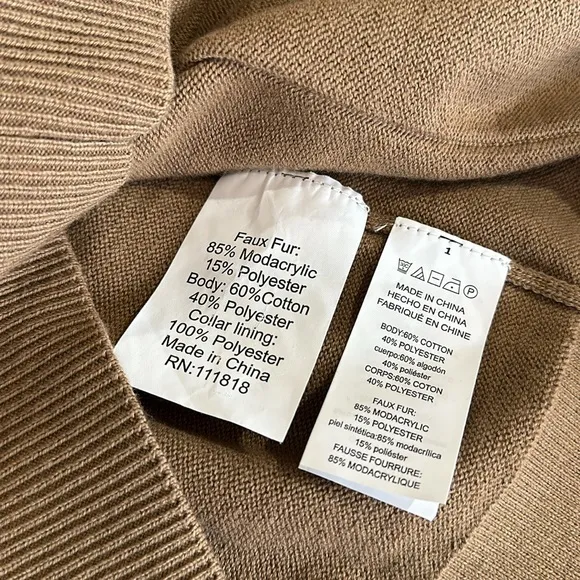 Faux Fur:
85% Modacrylic
15% Polyester
Body: 60%Cotton
40% Polyester
Collar lining:
100% Polyester
Made in China
RN:111818
1
MADE IN CHINA
HECHO EN CHINA
FABRIQUÉ EN CHINE
BODY:60% COTTON
40% POLYESTER
cuerpo:60% algodón
40% poliéster
CORPS:60% COTON
40% POLYESTER
FAUX FUR:
85% MODACRYLIC
15% POLYESTER
piel sintética:85% modacrílica
15% poliéster
FAUSSE FOURRURE:
85% MODACRYLIQUE